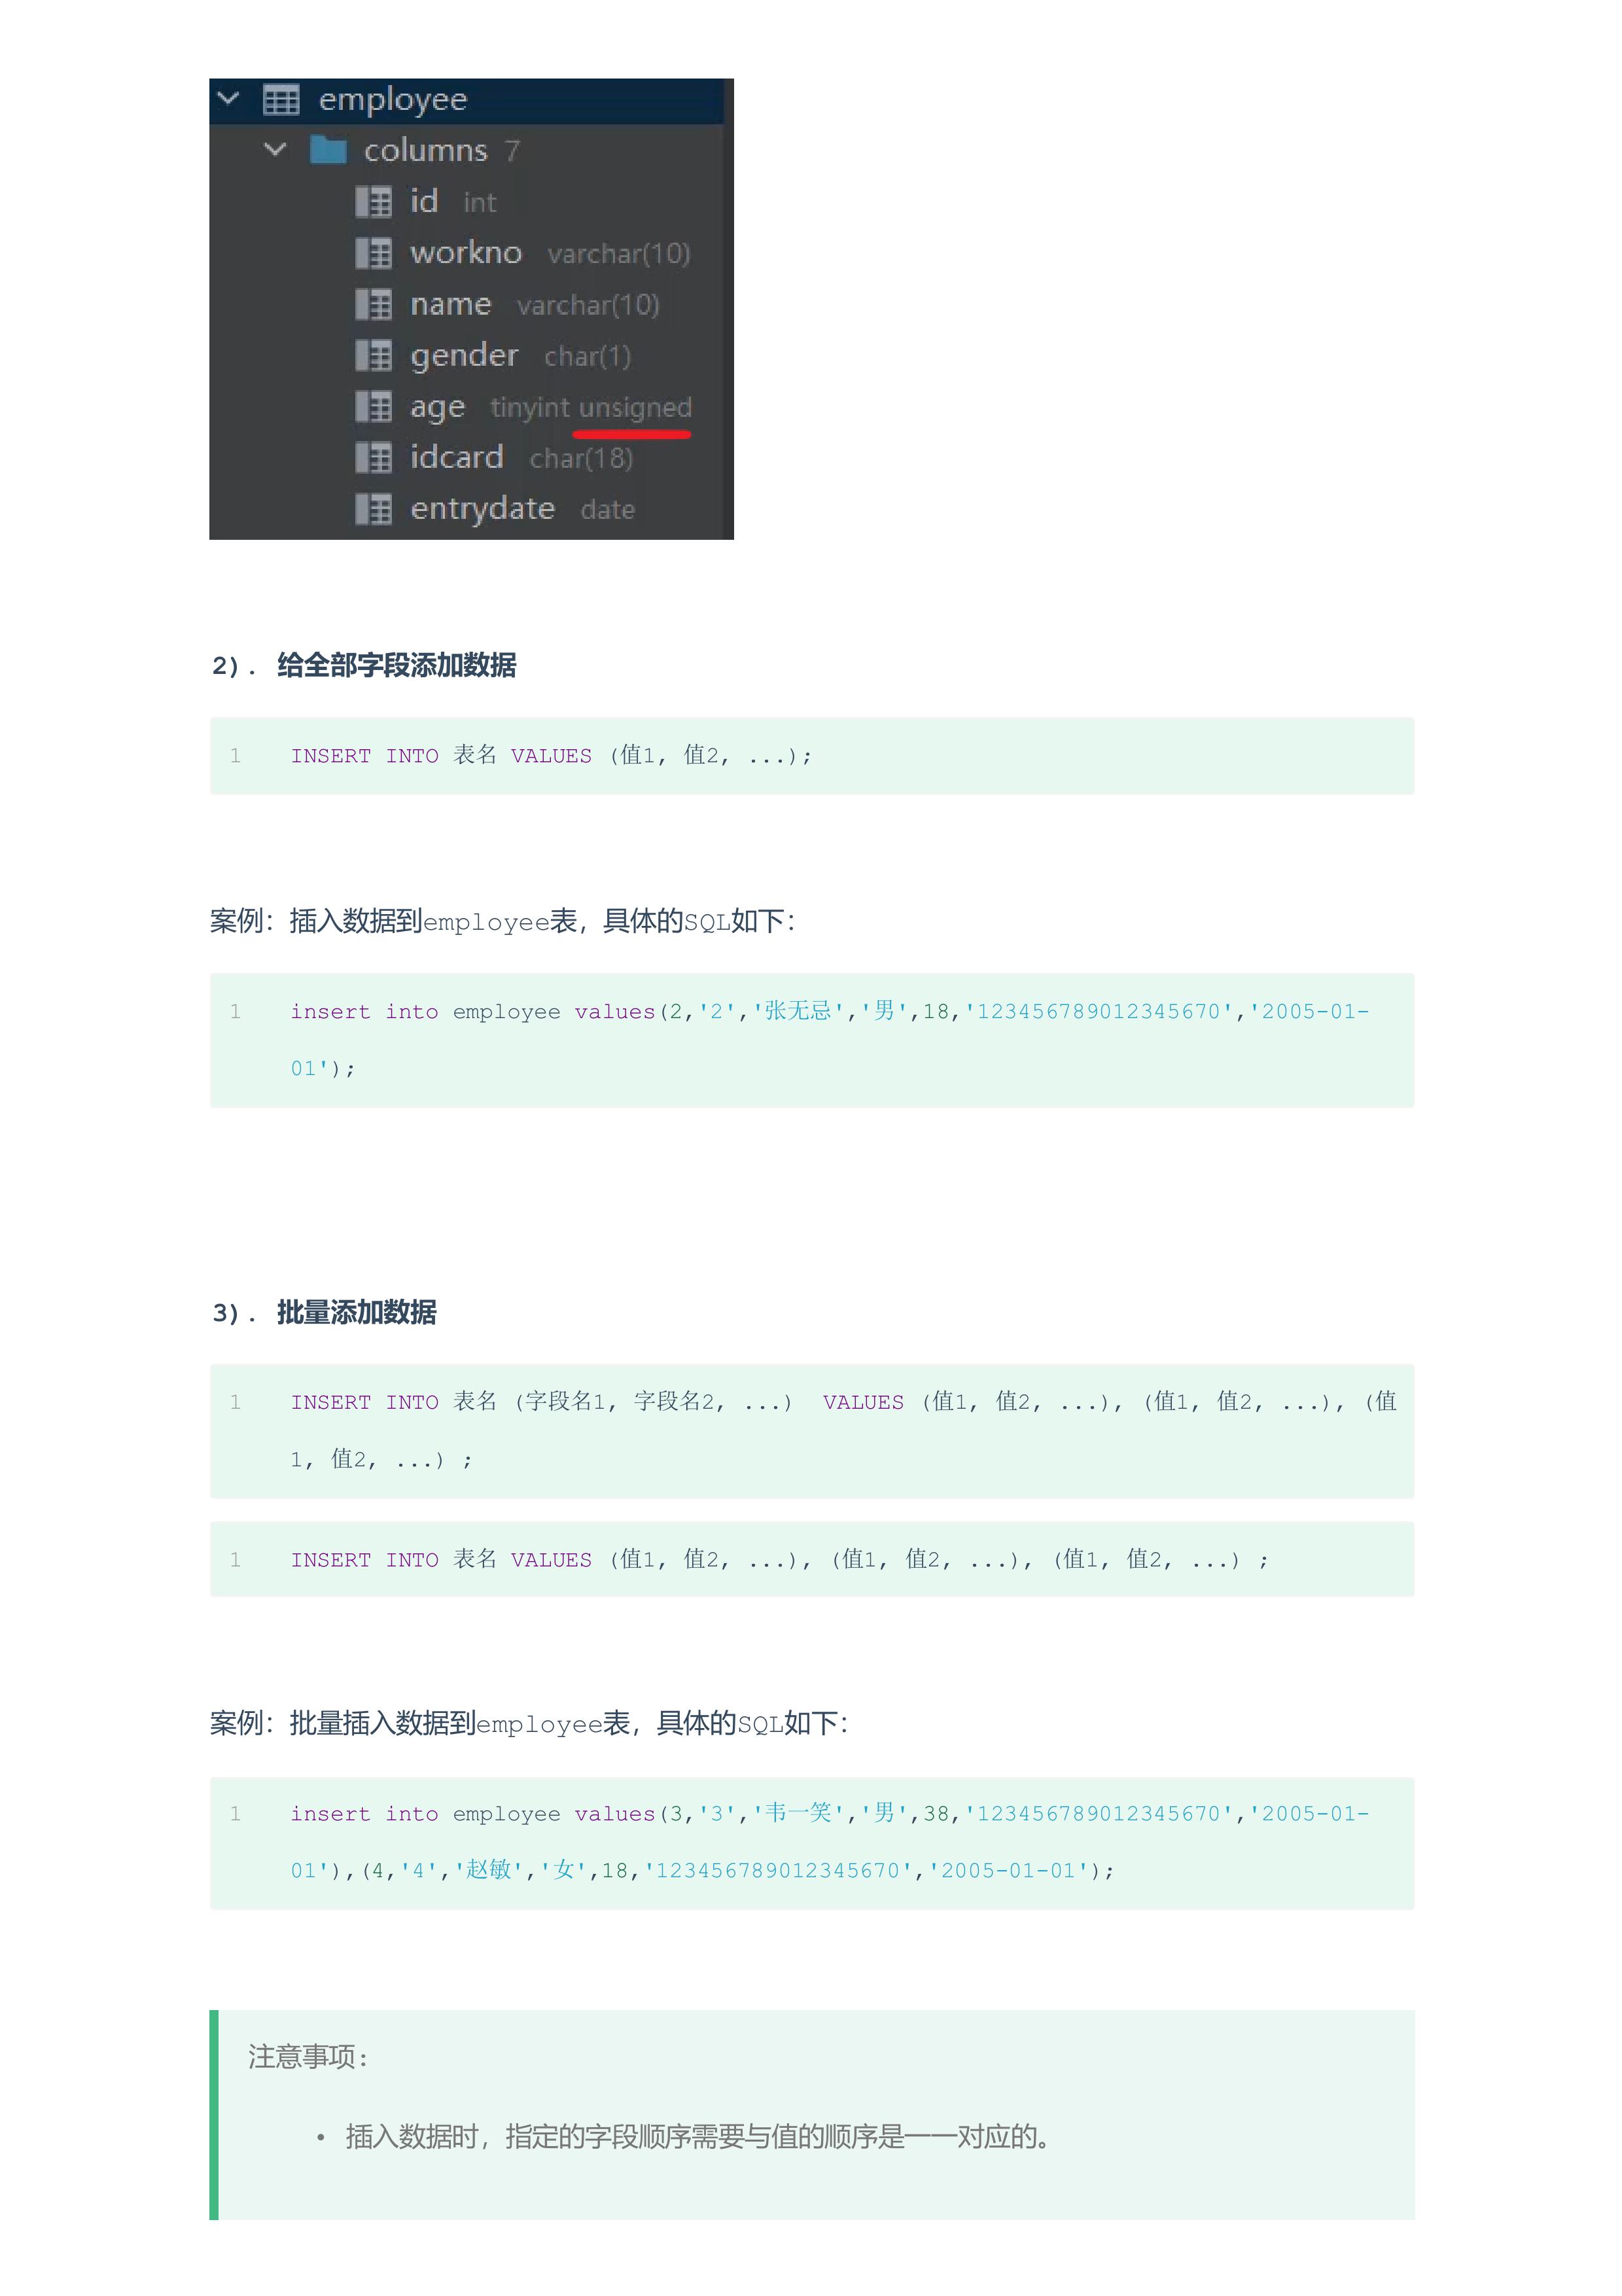 employee
columns 7
id int
workno varchar(10)
name varchar(10)
gender char(1)
age tinyint unsigned
idcard char(18)
entrydate date
2). 给全部字段添加数据
1 INSERT INTO 表名 VALUES (值1, 值2, ...);
案例：插入数据到employee表，具体的SQL如下：
1 insert into employee values(2,'2','张无忌','男',18,'123456789012345670','2005-01-
01');
3). 批量添加数据
1 INSERT INTO 表名 (字段名1, 字段名2, ...) VALUES (值1, 值2, ...), (值1, 值2, ...), (值
1, 值2, ...) ;
1 INSERT INTO 表名 VALUES (值1, 值2, ...), (值1, 值2, ...), (值1, 值2, ...) ;
案例：批量插入数据到employee表，具体的SQL如下：
1 insert into employee values(3,'3','韦一笑','男',38,'123456789012345670','2005-01-
01'),(4,'4','赵敏','女',18,'123456789012345670','2005-01-01');
注意事项:
• 插入数据时，指定的字段顺序需要与值的顺序是一一对应的。